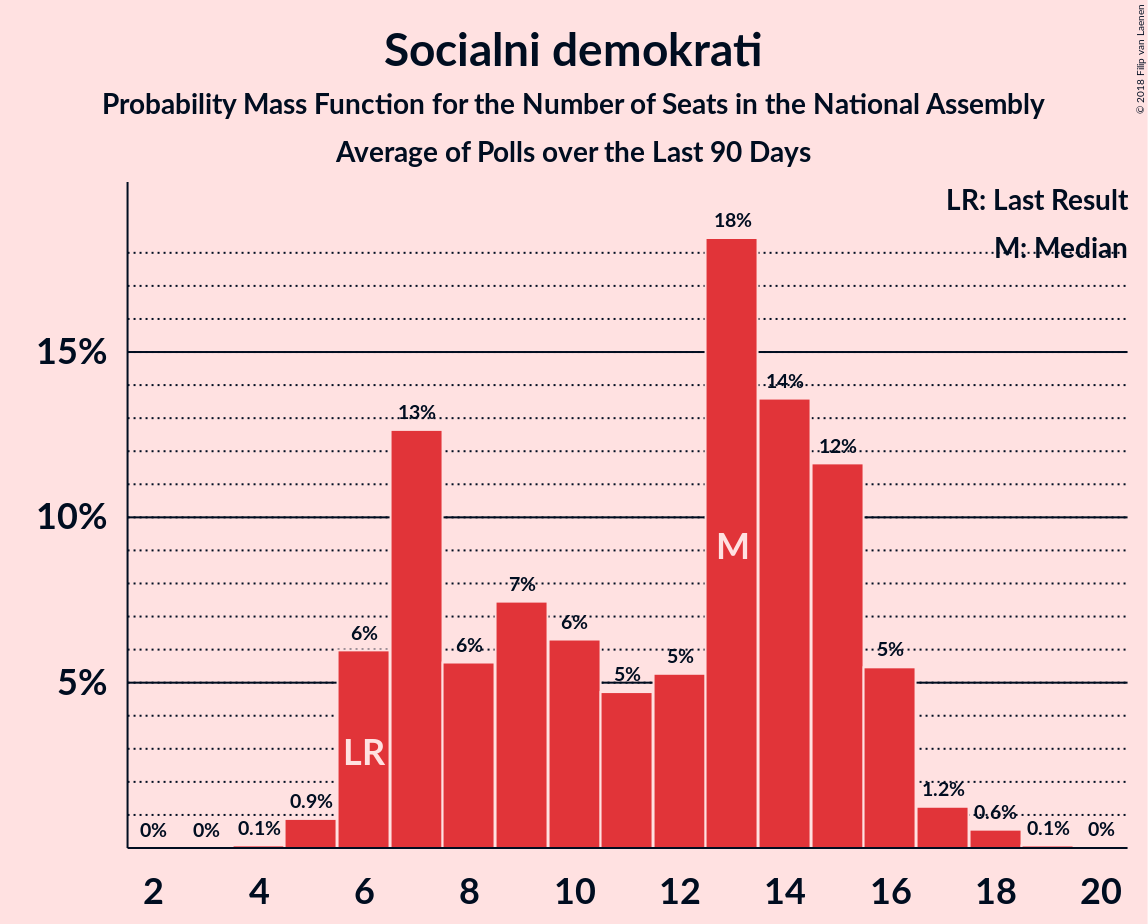 Socialni demokrati
Probability Mass Function for the Number of Seats in the National Assembly
Average of Polls over the Last 90 Days
© 2018 Filip van Laenen
LR: Last Result
M: Median
15%
10%
5%
0%
0%
0.1%
0.9%
6%
13%
6%
7%
6%
5%
5%
18%
14%
12%
5%
1.2%
0.6%
0.1%
0%
LR
M
2 4 6 8 10 12 14 16 18 20